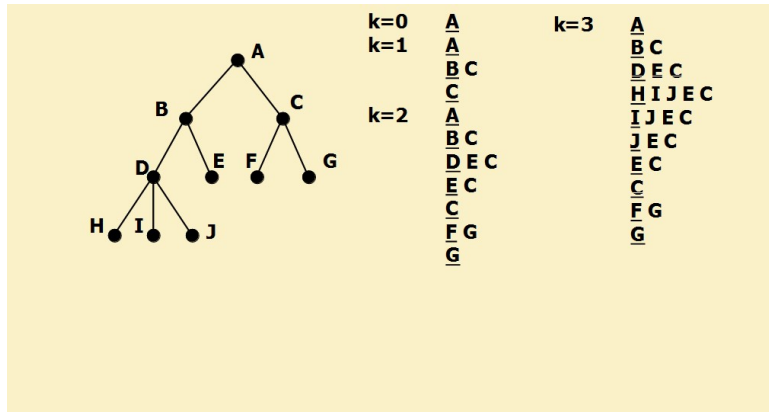 A
B
C
D
E
F
G
H
I
J
k=0 A
k=1 A
B C
C
k=2 A
B C
D E C
E C
C
F G
G
k=3 A
B C
D E C
H I J E C
I J E C
J E C
E C
C
F G
G